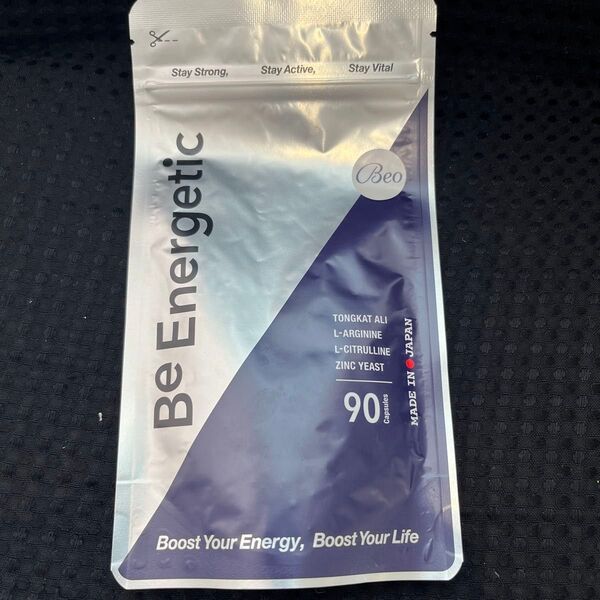 Stay Strong, Stay Active, Stay Vital
Be Energetic
Beo
TONGKAT ALI
L-ARGININE
L-CITRULLINE
ZINC YEAST
90 Capsules
MADE IN JAPAN
Boost Your Energy, Boost Your Life